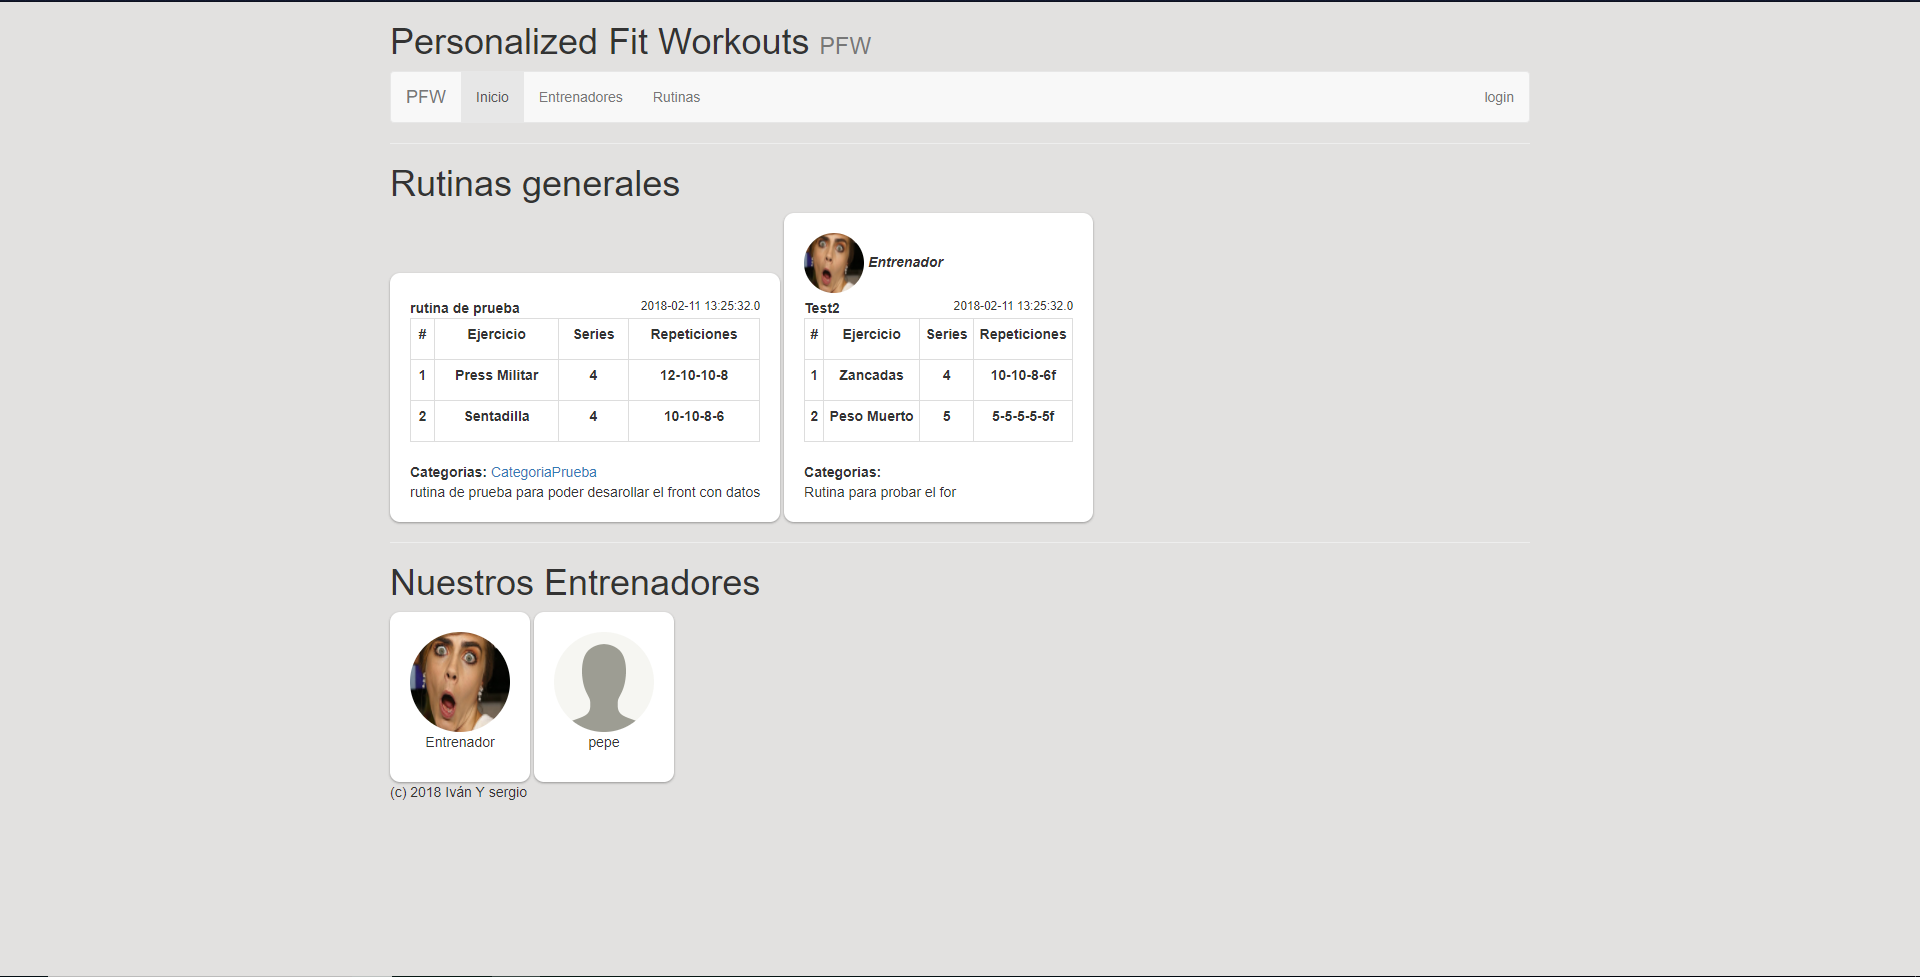 Personalized Fit Workouts PFW
PFW Inicio Entrenadores Rutinas login
Rutinas generales
rutina de prueba 2018-02-11 13:25:32.0
# Ejercicio Series Repeticiones
1 Press Militar 4 12-10-10-8
2 Sentadilla 4 10-10-8-6
Categorias: CategoriaPrueba
rutina de prueba para poder desarollar el front con datos
Entrenador
Test2 2018-02-11 13:25:32.0
# Ejercicio Series Repeticiones
1 Zancadas 4 10-10-8-6f
2 Peso Muerto 5 5-5-5-5-5f
Categorias:
Rutina para probar el for
Nuestros Entrenadores
Entrenador
pepe
(c) 2018 Iván Y sergio